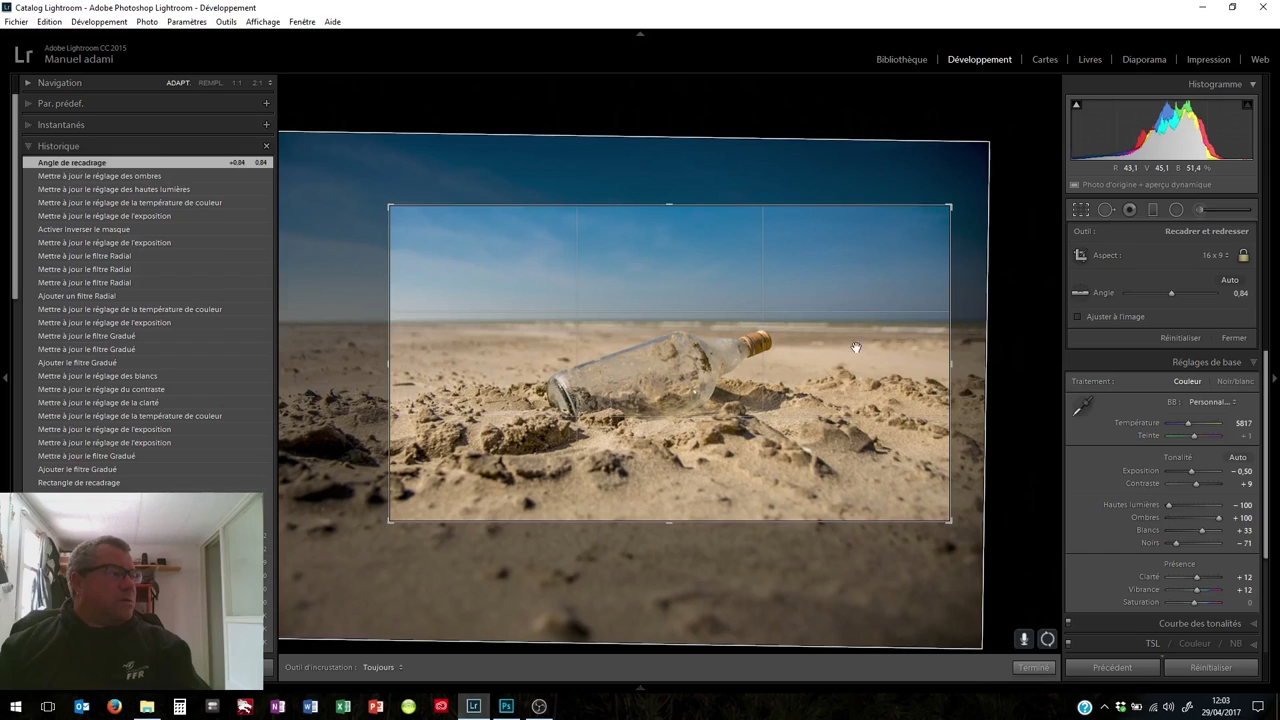 Catalog Lightroom - Adobe Photoshop Lightroom - Développement
Fichier Edition Développement Photo Paramètres Outils Affichage Fenêtre Aide
Lr
Adobe Lightroom CC 2015
Manuel adami
Bibliothèque Développement Cartes Livres Diaporama Impression Web
Navigation ADAPT. REMPL. 1:1 2:1
Par. prédef.
Instantanés
Historique
Angle de recadrage +0,84 0,84
Mettre à jour le réglage des ombres
Mettre à jour le réglage des hautes lumières
Mettre à jour le réglage de la température de couleur
Mettre à jour le réglage de l'exposition
Activer Inverser le masque
Mettre à jour le réglage de l'exposition
Mettre à jour le filtre Radial
Mettre à jour le filtre Radial
Mettre à jour le filtre Radial
Ajouter un filtre Radial
Mettre à jour le réglage de la température de couleur
Mettre à jour le réglage de l'exposition
Mettre à jour le filtre Gradué
Mettre à jour le filtre Gradué
Ajouter le filtre Gradué
Mettre à jour le réglage des blancs
Mettre à jour le réglage du contraste
Mettre à jour le réglage de la clarté
Mettre à jour le réglage de la température de couleur
Mettre à jour le réglage de l'exposition
Mettre à jour le réglage de l'exposition
Mettre à jour le filtre Gradué
Ajouter le filtre Gradué
Rectangle de recadrage
FFR
Outil d'incrustation : Toujours
Terminé
Histogramme
R 43,1 V 45,1 B 51,4 %
Photo d'origine + aperçu dynamique
Outil : Recadrer et redresser
Aspect : 16 x 9
Auto
Angle 0,84
Ajuster à l'image
Réinitialiser Fermer
Réglages de base
Traitement : Couleur Noir/blanc
BB : Personnal...
Température 5817
Teinte + 1
Tonalité Auto
Exposition - 0,50
Contraste + 9
Hautes lumières - 100
Ombres + 100
Blancs + 33
Noirs - 71
Présence
Clarté + 12
Vibrance + 12
Saturation 0
Courbe des tonalités
TSL / Couleur / NB
Précédent Réinitialiser
Lr Ps
12:03
29/04/2017